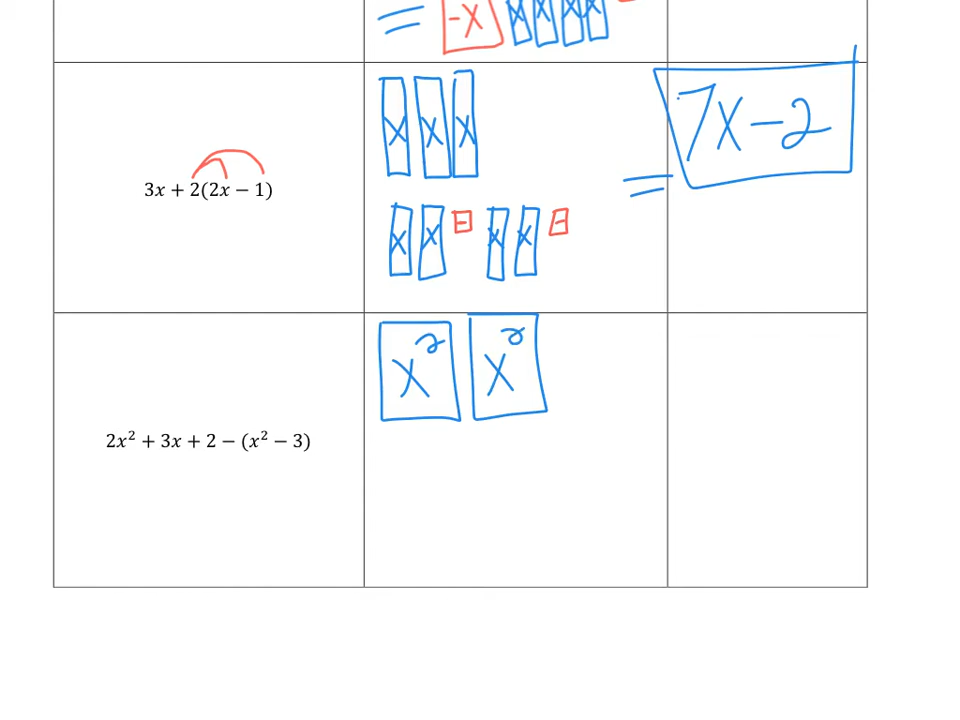 = -x x x x x
3x + 2(2x − 1)
x x x
x x − x x −
= 7x − 2
2x² + 3x + 2 − (x² − 3)
x² x²